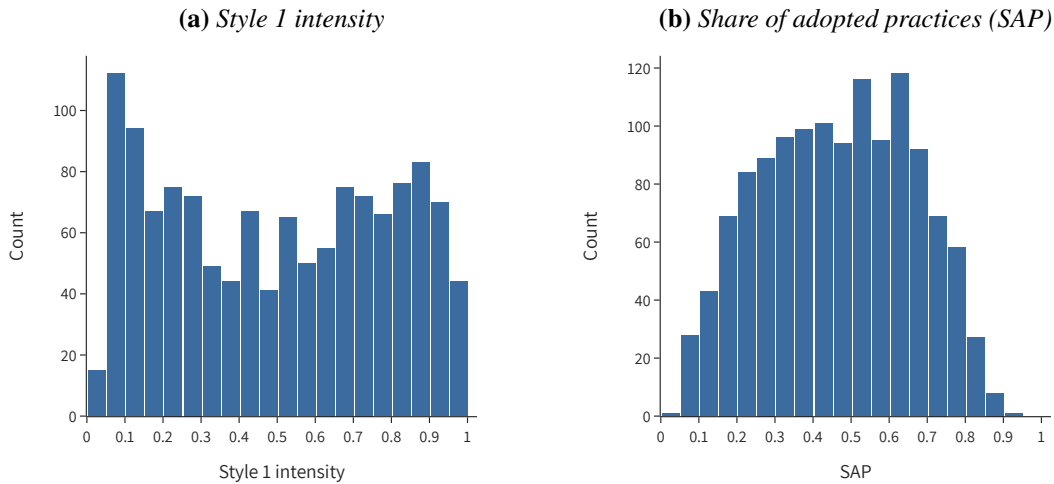 (a) Style 1 intensity
Count
100
80
60
40
20
0
0 0.1 0.2 0.3 0.4 0.5 0.6 0.7 0.8 0.9 1
Style 1 intensity
(b) Share of adopted practices (SAP)
Count
120
100
80
60
40
20
0
0 0.1 0.2 0.3 0.4 0.5 0.6 0.7 0.8 0.9 1
SAP